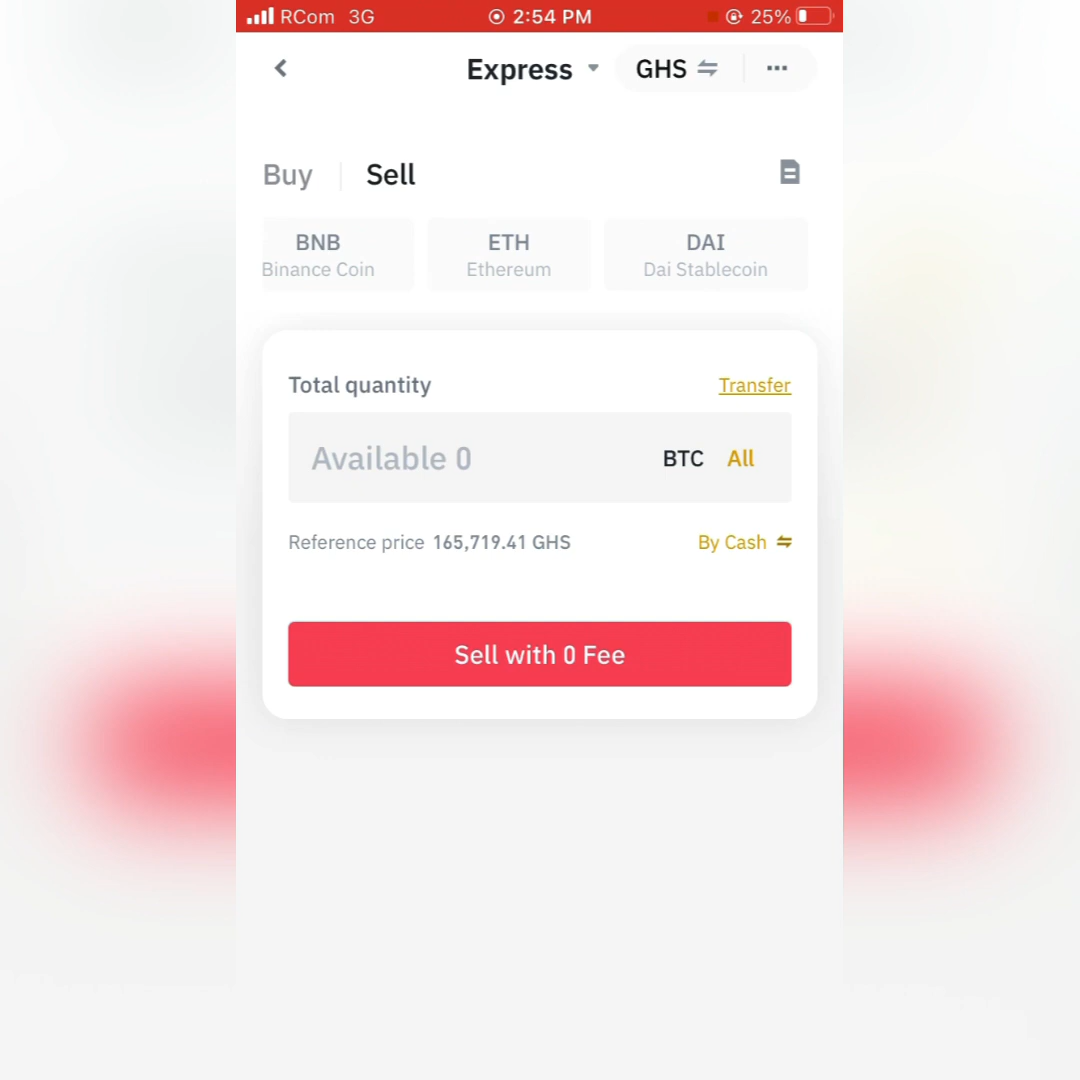 RCom 3G 2:54 PM 25%
Express GHS ...
Buy Sell
BNB ETH DAI
Binance Coin Ethereum Dai Stablecoin
Total quantity Transfer
Available 0 BTC All
Reference price 165,719.41 GHS By Cash
Sell with 0 Fee